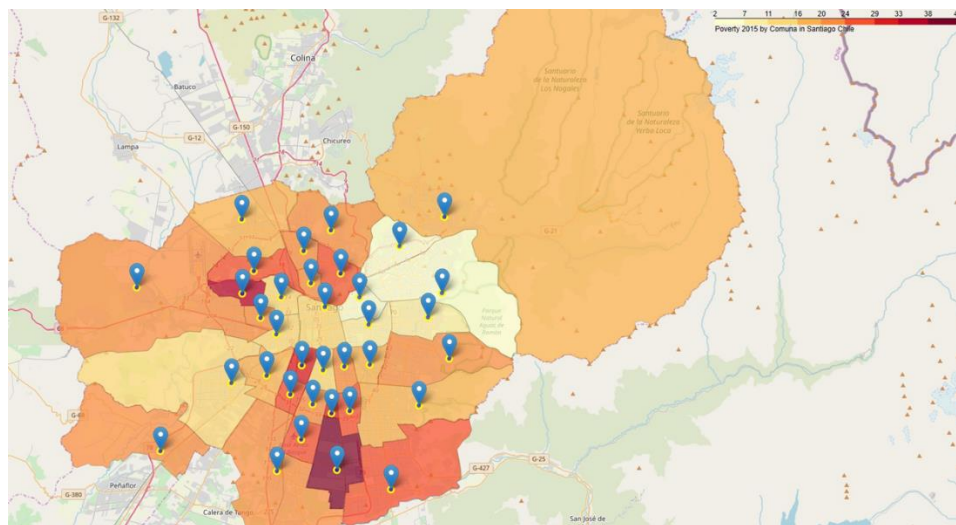 2 7 11 16 20 24 29 33 38 4
Poverty 2015 by Comuna in Santiago Chile
G-132
Colina
Santuario
de la Naturaleza
Los Nogales
Batuco
Santuario
de la Naturaleza
Yerba Loca
G-150
G-12
Chicureo
Lampa
G-21
Santiago
Parque
Natural
Aguas de
Ramón
G-25
G-427
Peñaflor
G-380
Calera de Tango
San José de